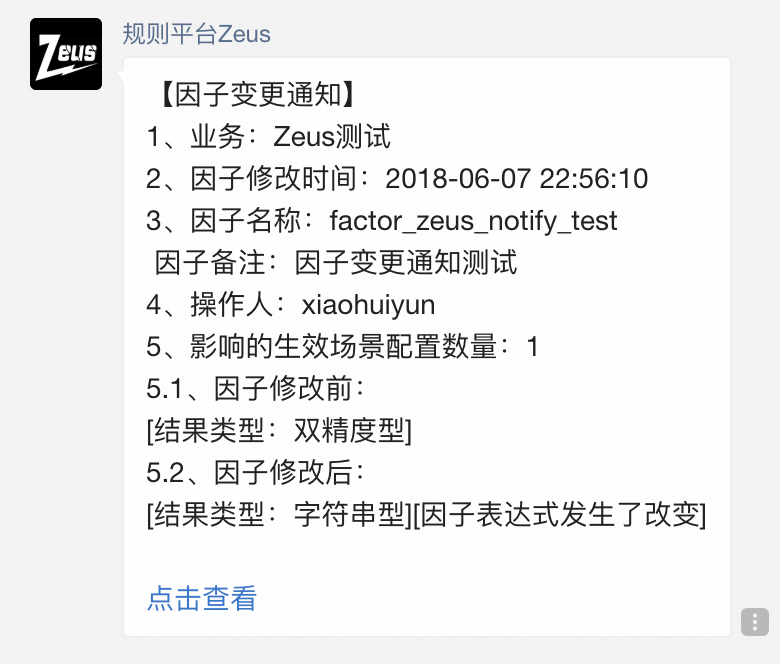 Zeus
规则平台Zeus
【因子变更通知】
1、业务：Zeus测试
2、因子修改时间：2018-06-07 22:56:10
3、因子名称：factor_zeus_notify_test
因子备注：因子变更通知测试
4、操作人：xiaohuiyun
5、影响的生效场景配置数量：1
5.1、因子修改前：
[结果类型：双精度型]
5.2、因子修改后：
[结果类型：字符串型][因子表达式发生了改变]
点击查看